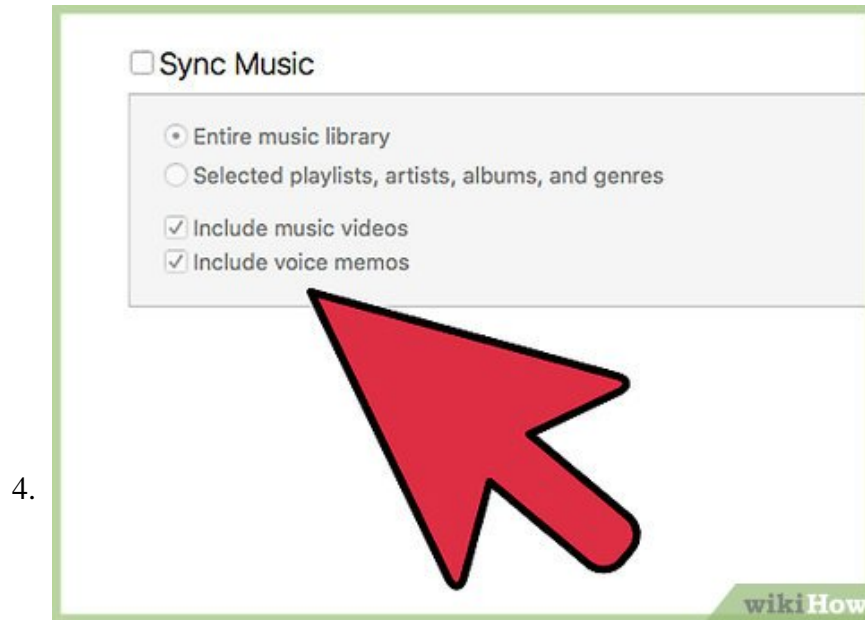 Sync Music
Entire music library
Selected playlists, artists, albums, and genres
Include music videos
Include voice memos
4.
wikiHow